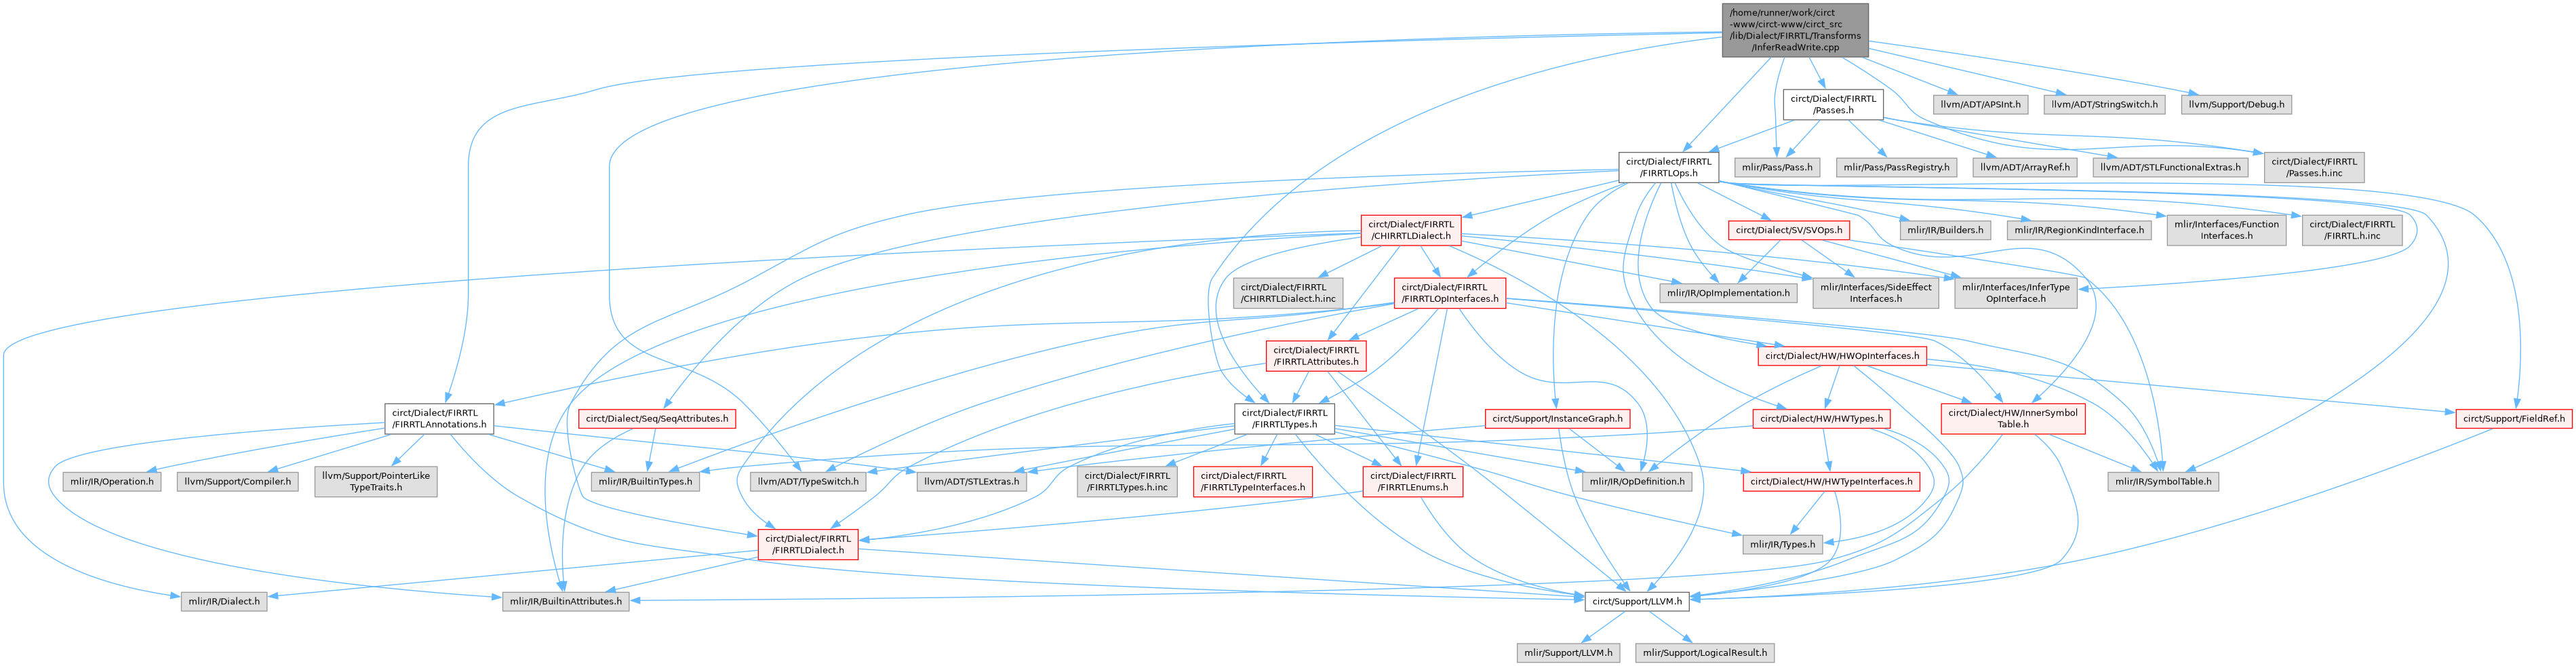 /home/runner/work/circt
-www/circt-www/circt_src
/lib/Dialect/FIRRTL/Transforms
/InferReadWrite.cpp
circt/Dialect/FIRRTL
/Passes.h
llvm/ADT/APSInt.h
llvm/ADT/StringSwitch.h
llvm/Support/Debug.h
circt/Dialect/FIRRTL
/FIRRTLOps.h
mlir/Pass/Pass.h
mlir/Pass/PassRegistry.h
llvm/ADT/ArrayRef.h
llvm/ADT/STLFunctionalExtras.h
circt/Dialect/FIRRTL
/Passes.h.inc
circt/Dialect/FIRRTL
/CHIRRTLDialect.h
circt/Dialect/SV/SVOps.h
mlir/IR/Builders.h
mlir/IR/RegionKindInterface.h
mlir/Interfaces/Function
Interfaces.h
circt/Dialect/FIRRTL
/FIRRTL.h.inc
circt/Dialect/FIRRTL
/CHIRRTLDialect.h.inc
circt/Dialect/FIRRTL
/FIRRTLOpInterfaces.h
mlir/IR/OpImplementation.h
mlir/Interfaces/SideEffect
Interfaces.h
mlir/Interfaces/InferType
OpInterface.h
circt/Dialect/FIRRTL
/FIRRTLAttributes.h
circt/Dialect/HW/HWOpInterfaces.h
circt/Dialect/FIRRTL
/FIRRTLAnnotations.h
circt/Dialect/Seq/SeqAttributes.h
circt/Dialect/FIRRTL
/FIRRTLTypes.h
circt/Support/InstanceGraph.h
circt/Dialect/HW/HWTypes.h
circt/Dialect/HW/InnerSymbol
Table.h
circt/Support/FieldRef.h
mlir/IR/Operation.h
llvm/Support/Compiler.h
llvm/Support/PointerLike
TypeTraits.h
mlir/IR/BuiltinTypes.h
llvm/ADT/TypeSwitch.h
llvm/ADT/STLExtras.h
circt/Dialect/FIRRTL
/FIRRTLTypes.h.inc
circt/Dialect/FIRRTL
/FIRRTLTypeInterfaces.h
circt/Dialect/FIRRTL
/FIRRTLEnums.h
mlir/IR/OpDefinition.h
circt/Dialect/HW/HWTypeInterfaces.h
mlir/IR/SymbolTable.h
circt/Dialect/FIRRTL
/FIRRTLDialect.h
mlir/IR/Types.h
mlir/IR/Dialect.h
mlir/IR/BuiltinAttributes.h
circt/Support/LLVM.h
mlir/Support/LLVM.h
mlir/Support/LogicalResult.h